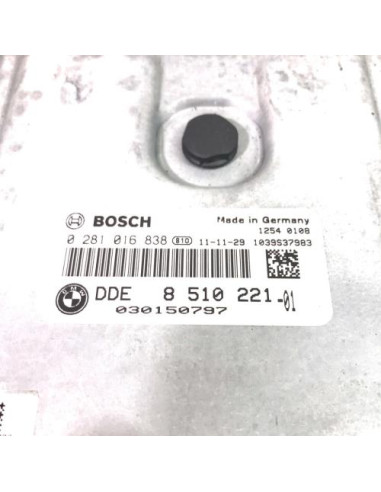 BOSCH Made in Germany
1254 0108
0 281 016 838 B10 11-11-29 1039S37983
DDE 8 510 221-01
030150797